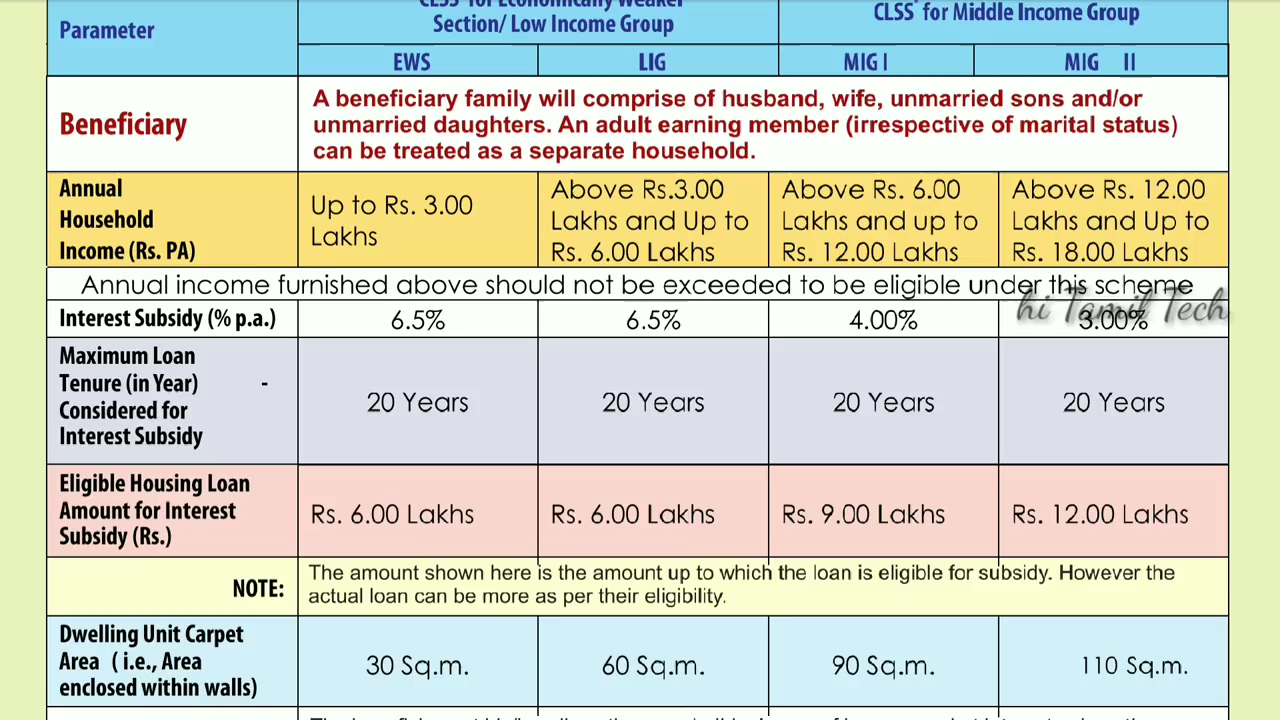 CLSS for Economically Weaker
Section/ Low Income Group
CLSS for Middle Income Group
Parameter
EWS
LIG
MIG I
MIG II
Beneficiary
A beneficiary family will comprise of husband, wife, unmarried sons and/or
unmarried daughters. An adult earning member (irrespective of marital status)
can be treated as a separate household.
Annual
Household
Income (Rs. PA)
Up to Rs. 3.00
Lakhs
Above Rs.3.00
Lakhs and Up to
Rs. 6.00 Lakhs
Above Rs. 6.00
Lakhs and up to
Rs. 12.00 Lakhs
Above Rs. 12.00
Lakhs and Up to
Rs. 18.00 Lakhs
Annual income furnished above should not be exceeded to be eligible under this scheme
hi Tamil Tech
Interest Subsidy (% p.a.)
6.5%
6.5%
4.00%
3.00%
Maximum Loan
Tenure (in Year) -
Considered for
Interest Subsidy
20 Years
20 Years
20 Years
20 Years
Eligible Housing Loan
Amount for Interest
Subsidy (Rs.)
Rs. 6.00 Lakhs
Rs. 6.00 Lakhs
Rs. 9.00 Lakhs
Rs. 12.00 Lakhs
NOTE:
The amount shown here is the amount up to which the loan is eligible for subsidy. However the
actual loan can be more as per their eligibility.
Dwelling Unit Carpet
Area ( i.e., Area
enclosed within walls)
30 Sq.m.
60 Sq.m.
90 Sq.m.
110 Sq.m.